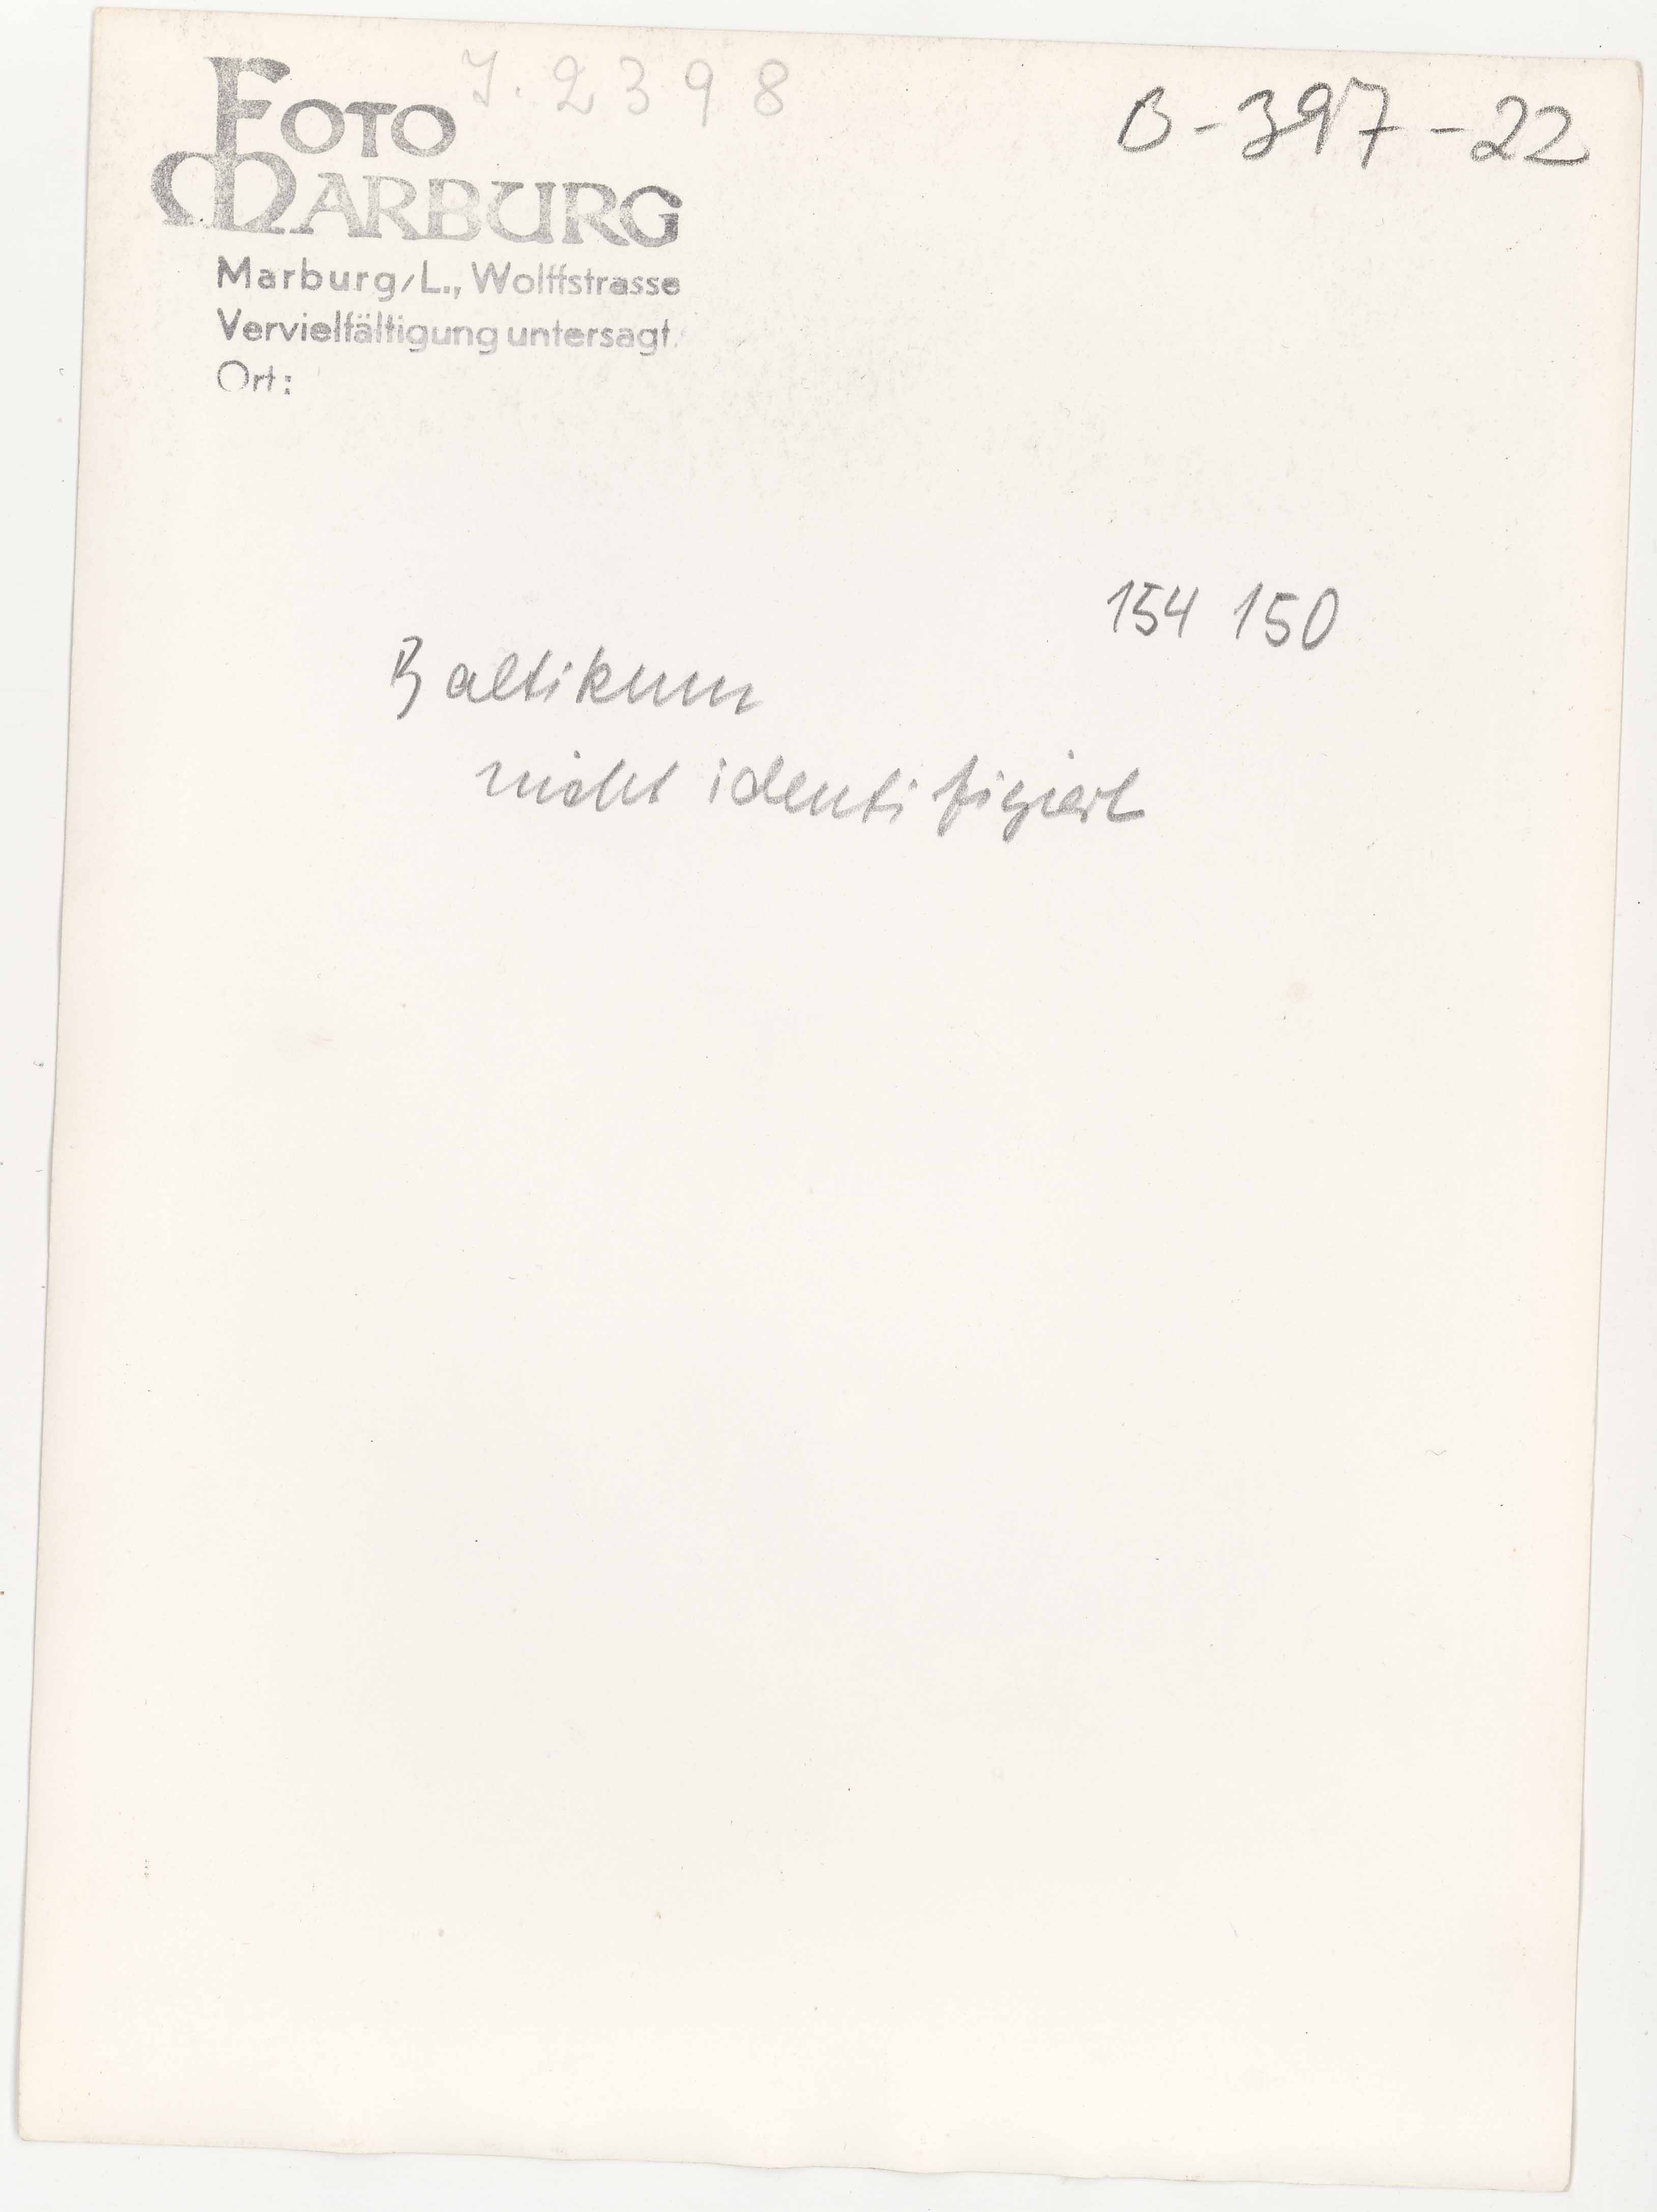 J. 2398
B-397-22
FOTO
MARBURG
Marburg/L., Wolffstrasse
Vervielfältigung untersagt.
Ort:
154 150
Baltikum
nicht identifiziert